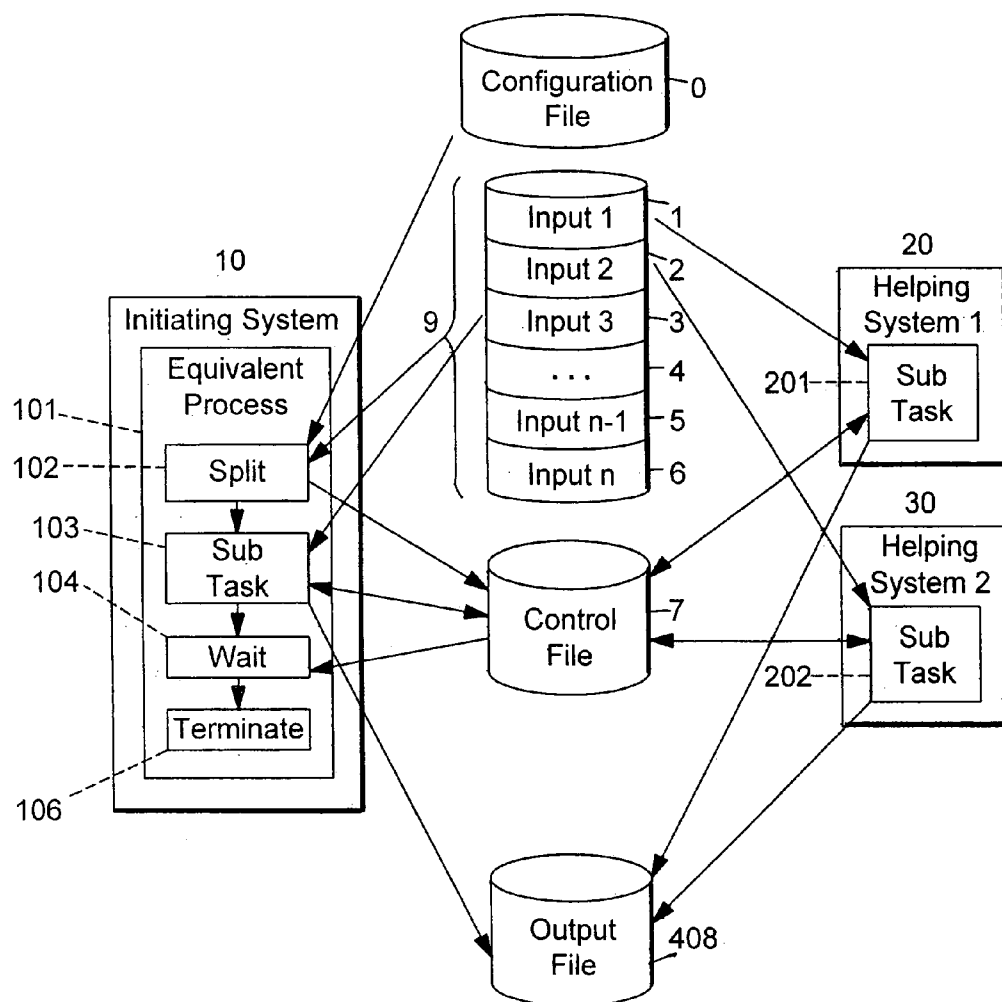 Configuration
File
0
Input 1
1
Input 2
2
Input 3
3
. . .
4
Input n-1
5
Input n
6
9
10
Initiating System
Equivalent
Process
101
102
Split
103
Sub
Task
104
Wait
Terminate
106
20
Helping
System 1
201
Sub
Task
30
Helping
System 2
202
Sub
Task
Control
File
7
Output
File
408